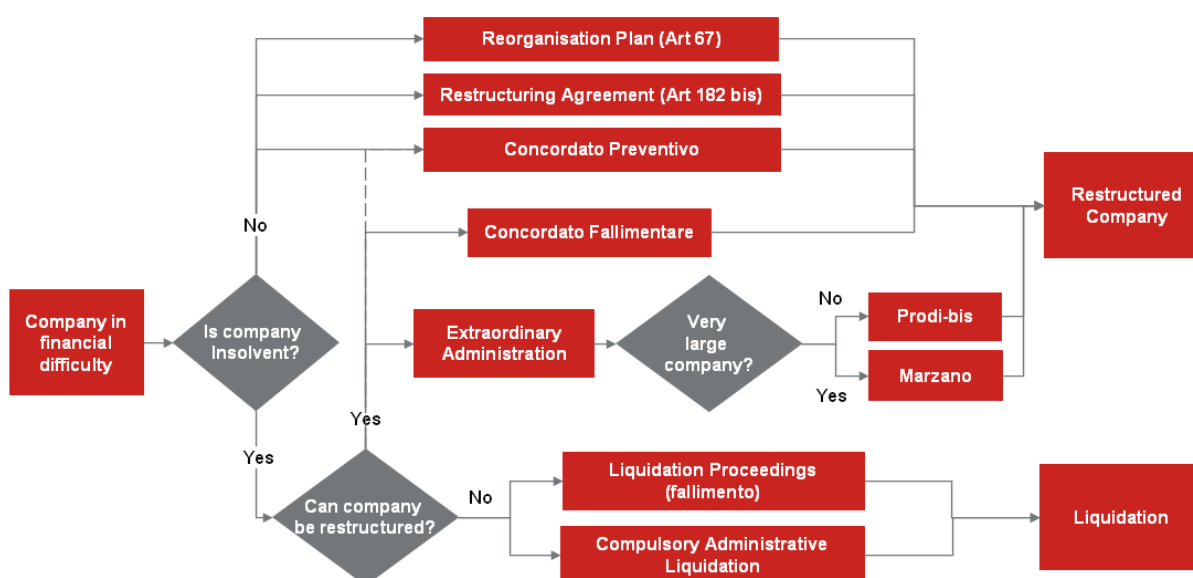 Reorganisation Plan (Art 67)
Restructuring Agreement (Art 182 bis)
Concordato Preventivo
Restructured
Company
No
Concordato Fallimentare
Company in
financial
difficulty
Is company
Insolvent?
Extraordinary
Administration
Very
large
company?
No
Prodi-bis
Marzano
Yes
Yes
Yes
Can company
be restructured?
No
Liquidation Proceedings
(fallimento)
Compulsory Administrative
Liquidation
Liquidation